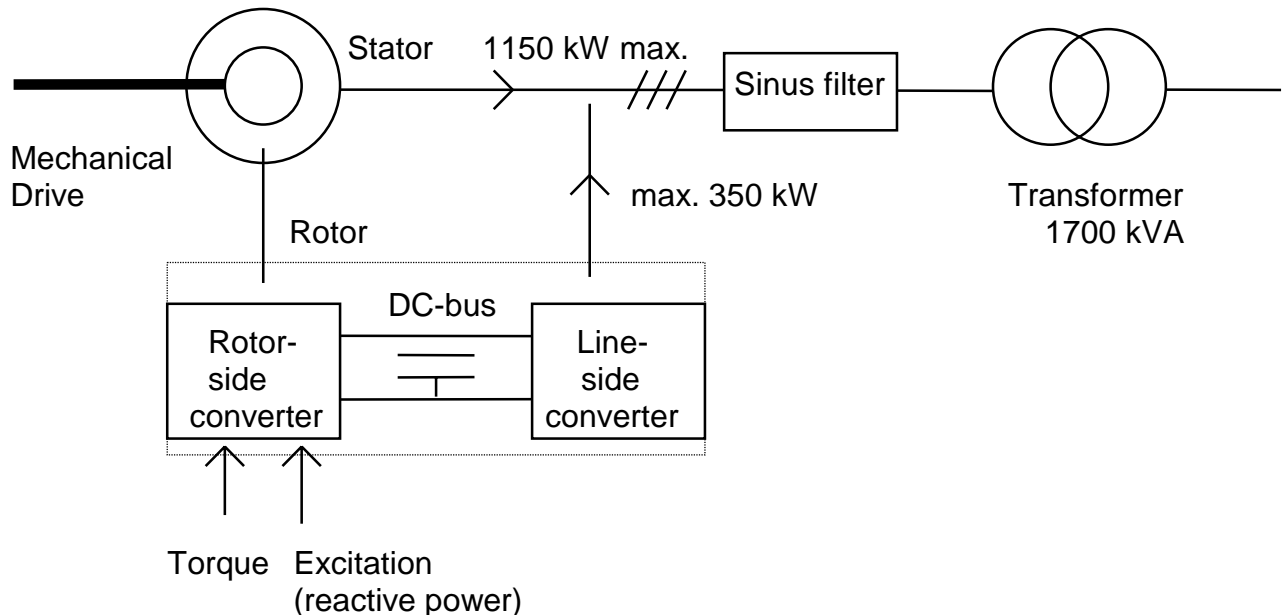 Stator
1150 kW max.
Sinus filter
Mechanical
Drive
max. 350 kW
Transformer
1700 kVA
Rotor
DC-bus
Rotor-
side
converter
Line-
side
converter
Torque
Excitation
(reactive power)